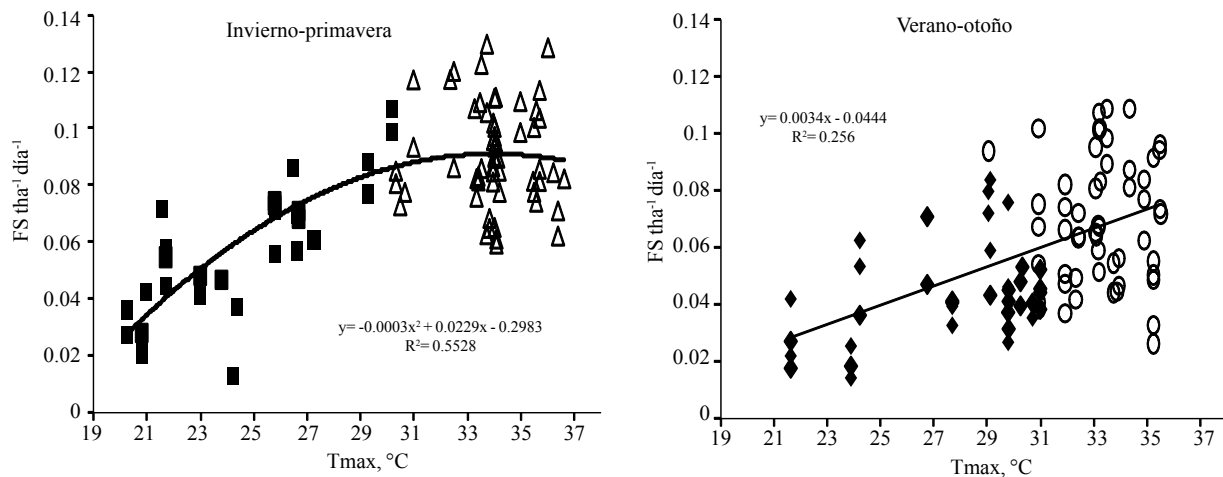 Invierno-primavera
0.14
0.12
0.1
0.08
0.06
0.04
0.02
0
FS tha⁻¹ día⁻¹
y= -0.0003x² + 0.0229x - 0.2983
R²= 0.5528
19 21 23 25 27 29 31 33 35 37
Tmax, °C
Verano-otoño
0.14
0.12
0.1
0.08
0.06
0.04
0.02
0
FS tha⁻¹ día⁻¹
y= 0.0034x - 0.0444
R²= 0.256
19 21 23 25 27 29 31 33 35 37
Tmax, °C